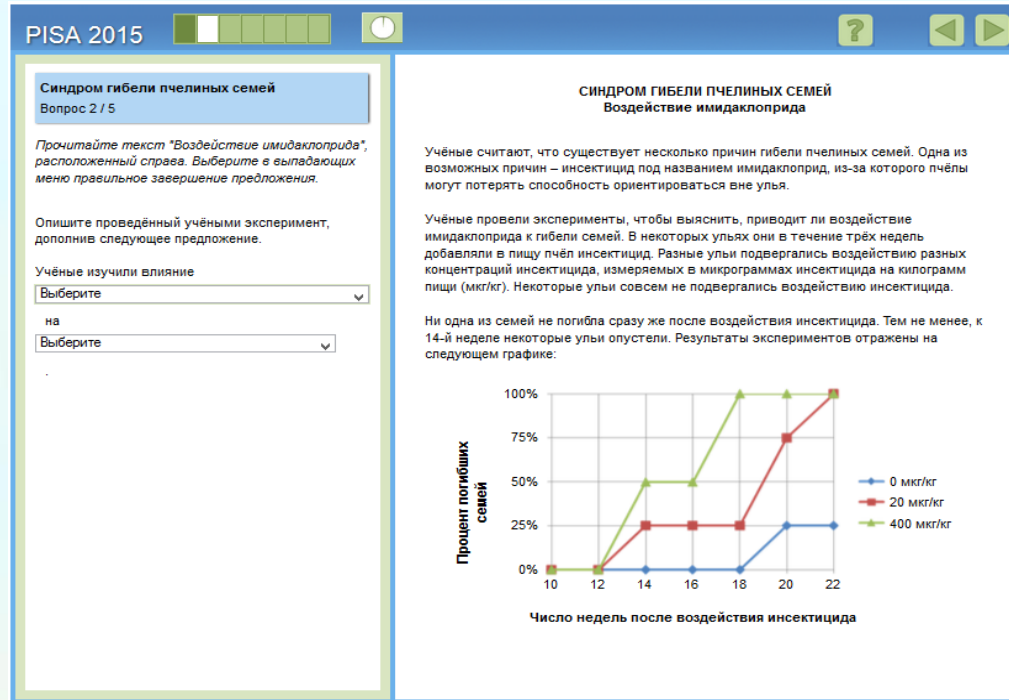 PISA 2015
?
Синдром гибели пчелиных семей
Вопрос 2 / 5
Прочитайте текст "Воздействие имидаклоприда",
расположенный справа. Выберите в выпадающих
меню правильное завершение предложения.
Опишите проведённый учёными эксперимент,
дополнив следующее предложение.
Учёные изучили влияние
Выберите
на
Выберите
.
СИНДРОМ ГИБЕЛИ ПЧЕЛИНЫХ СЕМЕЙ
Воздействие имидаклоприда
Учёные считают, что существует несколько причин гибели пчелиных семей. Одна из
возможных причин – инсектицид под названием имидаклоприд, из-за которого пчёлы
могут потерять способность ориентироваться вне улья.
Учёные провели эксперименты, чтобы выяснить, приводит ли воздействие
имидаклоприда к гибели семей. В некоторых ульях они в течение трёх недель
добавляли в пищу пчёл инсектицид. Разные ульи подвергались воздействию разных
концентраций инсектицида, измеряемых в микрограммах инсектицида на килограмм
пищи (мкг/кг). Некоторые ульи совсем не подвергались воздействию инсектицида.
Ни одна из семей не погибла сразу же после воздействия инсектицида. Тем не менее, к
14-й неделе некоторые ульи опустели. Результаты экспериментов отражены на
следующем графике:
Процент погибших
семей
100%
75%
50%
25%
0%
10 12 14 16 18 20 22
0 мкг/кг
20 мкг/кг
400 мкг/кг
Число недель после воздействия инсектицида